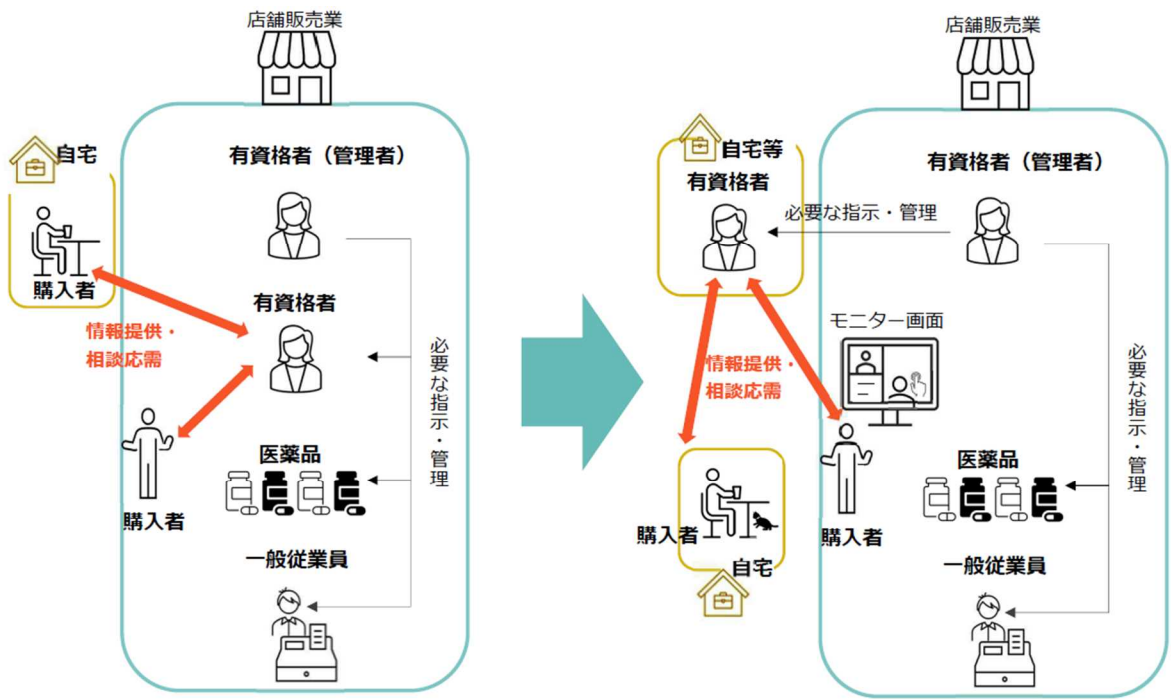 店舗販売業
自宅
有資格者（管理者）
購入者
有資格者
情報提供・
相談応需
必要な指示・管理
医薬品
購入者
一般従業員
店舗販売業
自宅等
有資格者
有資格者（管理者）
必要な指示・管理
モニター画面
情報提供・
相談応需
必要な指示・管理
医薬品
購入者
購入者
一般従業員
自宅